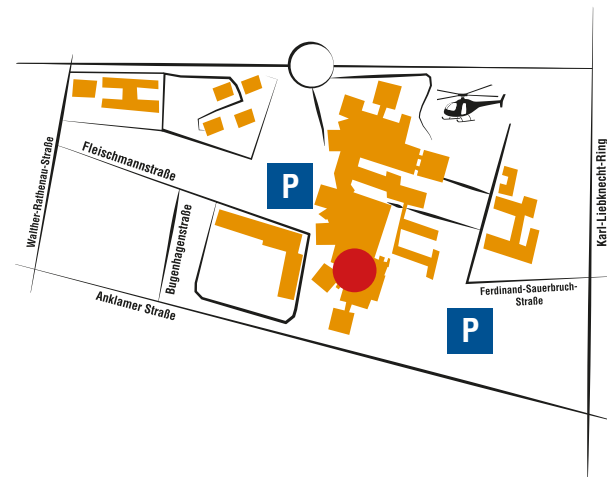 Fleischmannstraße
Walther-Rathenau-Straße
Karl-Liebknecht-Ring
P
Bugenhagenstraße
Anklamer Straße
Ferdinand-Sauerbruch-
Straße
P